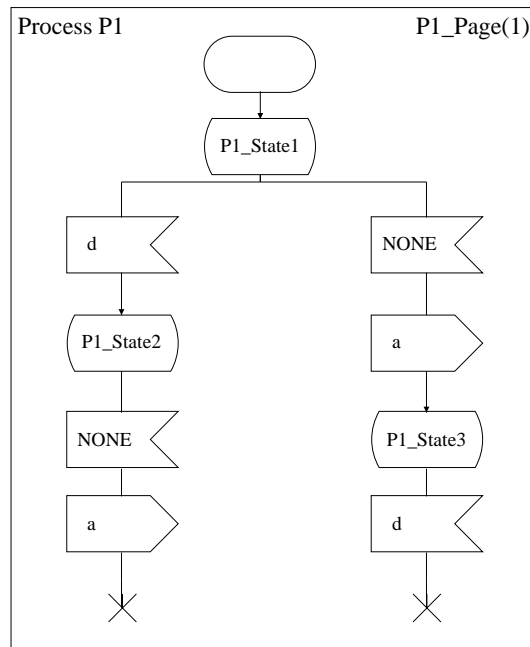 Process P1
P1_Page(1)
P1_State1
d
NONE
P1_State2
a
NONE
P1_State3
a
d